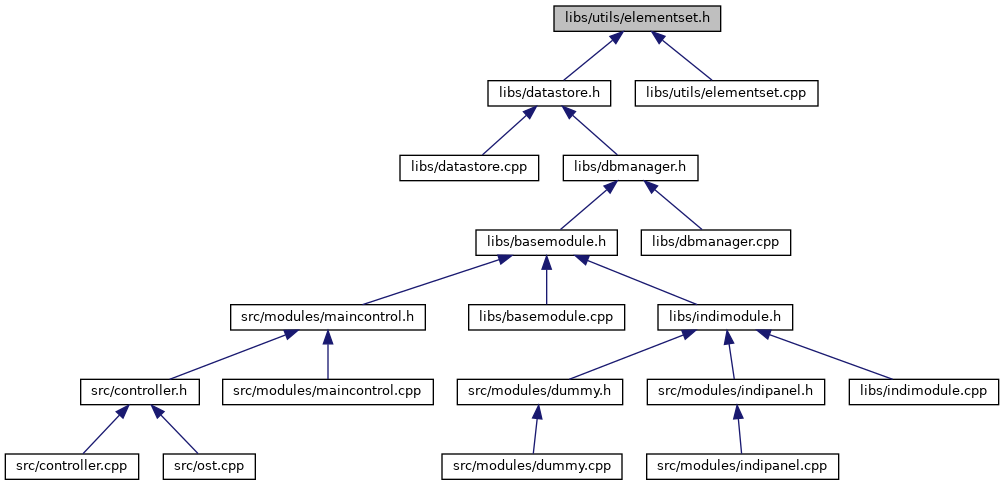 libs/utils/elementset.h
libs/datastore.h
libs/utils/elementset.cpp
libs/datastore.cpp
libs/dbmanager.h
libs/basemodule.h
libs/dbmanager.cpp
src/modules/maincontrol.h
libs/basemodule.cpp
libs/indimodule.h
src/controller.h
src/modules/maincontrol.cpp
src/modules/dummy.h
src/modules/indipanel.h
libs/indimodule.cpp
src/controller.cpp
src/ost.cpp
src/modules/dummy.cpp
src/modules/indipanel.cpp